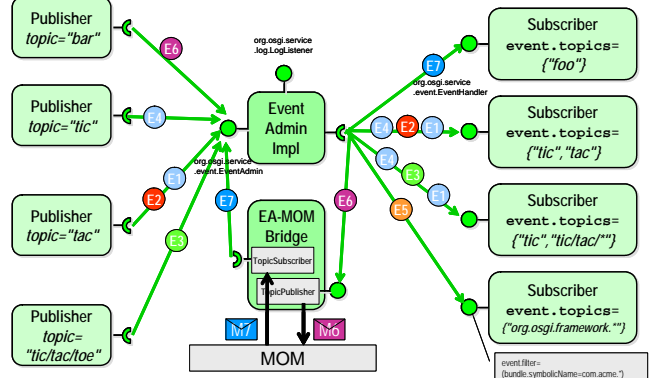 Publisher
topic="bar"
E6
org.osgi.service
.log.LogListener
Subscriber
event.topics=
{"foo"}
E7
org.osgi.service
.event.EventHandler
Publisher
topic="tic"
E4
Event
Admin
Impl
E4
E2
E1
Subscriber
event.topics=
{"tic","tac"}
org.osgi.service
.event.EventAdmin
E1
E2
E4
E3
E1
Publisher
topic="tac"
E3
E7
E6
E5
Subscriber
event.topics=
{"tic","tic/tac/*"}
EA-MOM
Bridge
TopicSubscriber
TopicPublisher
Publisher
topic=
"tic/tac/toe"
Subscriber
event.topics=
{"org.osgi.framework.*"}
M7
M6
MOM
event.filter=
(bundle.symbolicName=com.acme.*)